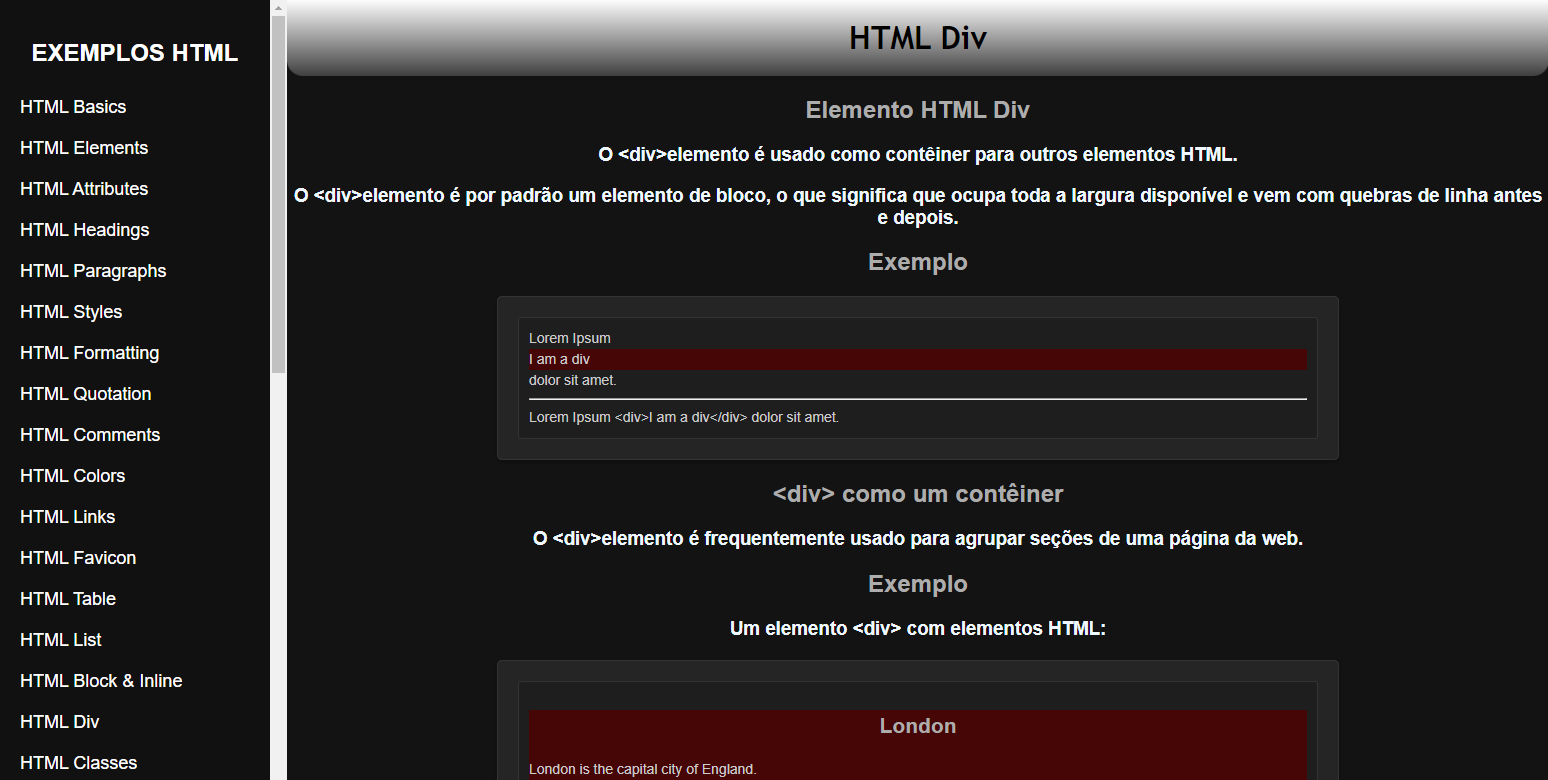 EXEMPLOS HTML
HTML Basics
HTML Elements
HTML Attributes
HTML Headings
HTML Paragraphs
HTML Styles
HTML Formatting
HTML Quotation
HTML Comments
HTML Colors
HTML Links
HTML Favicon
HTML Table
HTML List
HTML Block & Inline
HTML Div
HTML Classes
HTML Div
Elemento HTML Div
O <div>elemento é usado como contêiner para outros elementos HTML.
O <div>elemento é por padrão um elemento de bloco, o que significa que ocupa toda a largura disponível e vem com quebras de linha antes
e depois.
Exemplo
Lorem Ipsum
I am a div
dolor sit amet.
Lorem Ipsum <div>I am a div</div> dolor sit amet.
<div> como um contêiner
O <div>elemento é frequentemente usado para agrupar seções de uma página da web.
Exemplo
Um elemento <div> com elementos HTML:
London
London is the capital city of England.